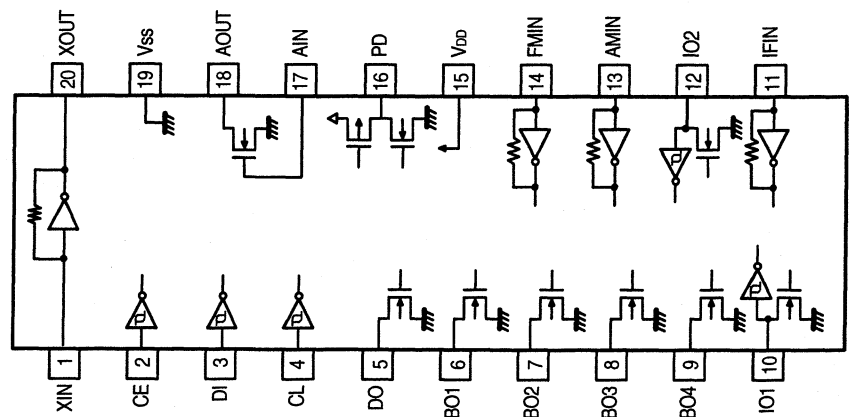 XOUT
VSS
AOUT
AIN
PD
VDD
FMIN
AMIN
IO2
IFIN
20
19
18
17
16
15
14
13
12
11
1
2
3
4
5
6
7
8
9
10
XIN
CE
DI
CL
DO
BO1
BO2
BO3
BO4
IO1